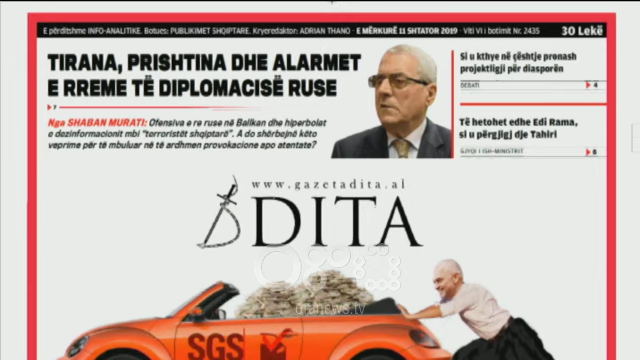 E përditshme INFO-ANALITIKE. Botues: PUBLIKIMET SHQIPTARE. Kryeredaktor: ADRIAN THANO · E MËRKURË 11 SHTATOR 2019 · Viti VI i botimit Nr. 2435
30 Lekë
TIRANA, PRISHTINA DHE ALARMET
E RREME TË DIPLOMACISË RUSE
7
Nga SHABAN MURATI: Ofensiva e re ruse në Ballkan dhe hiperbolat
e dezinformacionit mbi "terroristët shqiptarë". A do shërbejnë këto
veprime për të mbuluar në të ardhmen provokacione apo atentate?
Si u kthye në çështje pronash
projektligji për diasporën
DEBATI
4
Të hetohet edhe Edi Rama,
si u përgjigj dje Tahiri
GJYQI I ISH-MINISTRIT
6
www.gazetadita.al
DITA
oranews.tv
SGS